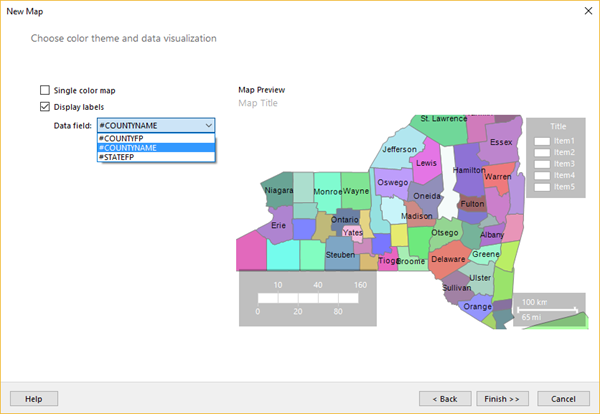 New Map
Choose color theme and data visualization
Single color map
Display labels
Data field:
#COUNTYNAME
#COUNTYFP
#COUNTYNAME
#STATEFP
Map Preview
Map Title
St. Lawrence
Essex
Jefferson
Lewis
Hamilton
Warren
Niagara
Monroe
Wayne
Oswego
Oneida
Fulton
Erie
Ontario
Madison
Yates
Otsego
Albany
Steuben
Tioga
Broome
Delaware
Greene
Ulster
Sullivan
Orange
Title
Item1
Item2
Item3
Item4
Item5
10 40 160
0 20 80
100 km
65 mi
Help
< Back
Finish >>
Cancel